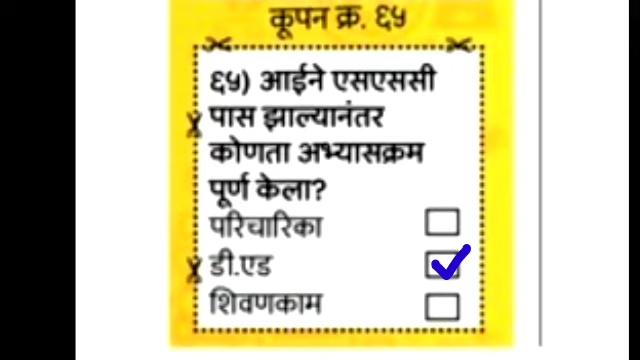 कूपन क्र. ६५
६५) आईने एसएससी
पास झाल्यानंतर
कोणता अभ्यासक्रम
पूर्ण केला?
परिचारिका
डी.एड
शिवणकाम